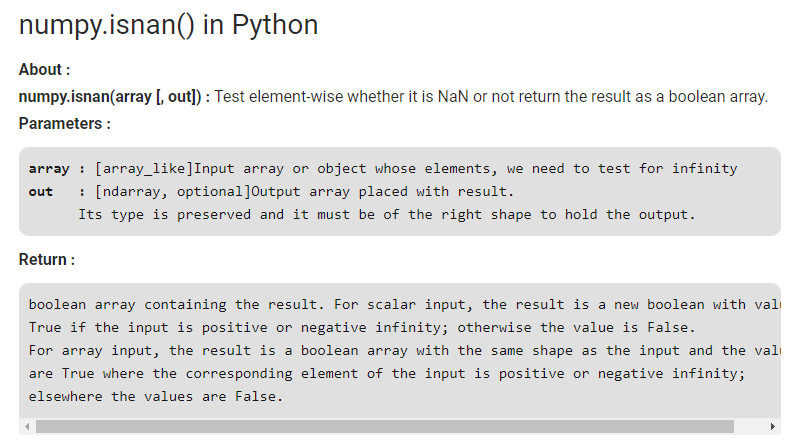 numpy.isnan() in Python
About :
numpy.isnan(array [, out]) : Test element-wise whether it is NaN or not return the result as a boolean array.
Parameters :
array : [array_like]Input array or object whose elements, we need to test for infinity
out : [ndarray, optional]Output array placed with result.
Its type is preserved and it must be of the right shape to hold the output.
Return :
boolean array containing the result. For scalar input, the result is a new boolean with
True if the input is positive or negative infinity; otherwise the value is False.
For array input, the result is a boolean array with the same shape as the input and the
are True where the corresponding element of the input is positive or negative infinity;
elsewhere the values are False.